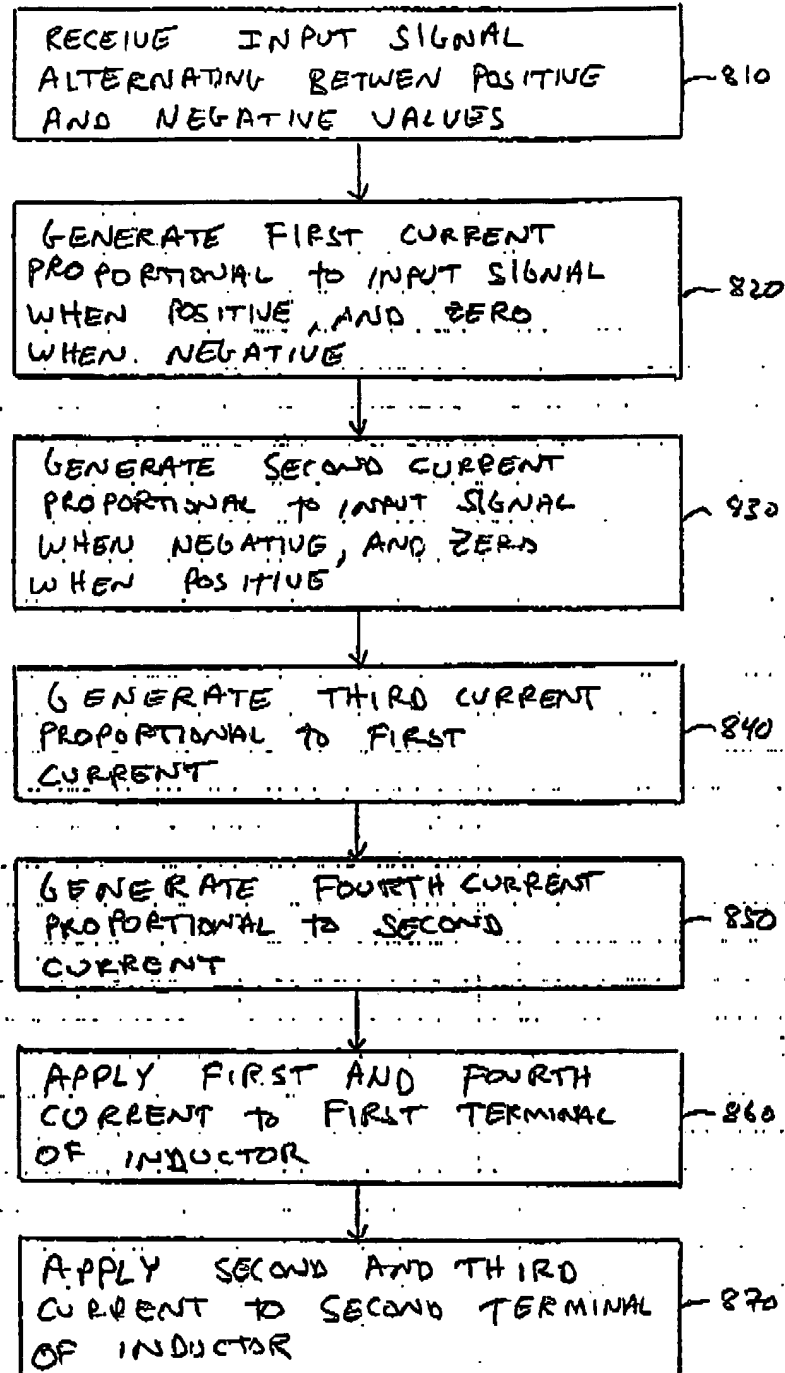 RECEIVE INPUT SIGNAL
ALTERNATING BETWEN POSITIVE
AND NEGATIVE VALUES
810
GENERATE FIRST CURRENT
PROPORTIONAL to INPUT SIGNAL
WHEN POSITIVE, AND ZERO
WHEN NEGATIVE
820
GENERATE SECOND CURRENT
PROPORTIONAL to INPUT SIGNAL
WHEN NEGATIVE, AND ZERO
WHEN POSITIVE
830
GENERATE THIRD CURRENT
PROPORTIONAL TO FIRST
CURRENT
840
GENERATE FOURTH CURRENT
PROPORTIONAL TO SECOND
CURRENT
850
APPLY FIRST AND FOURTH
CURRENT to FIRST TERMINAL
OF INDUCTOR
860
APPLY SECOND AND THIRD
CURRENT TO SECOND TERMINAL
OF INDUCTOR
870